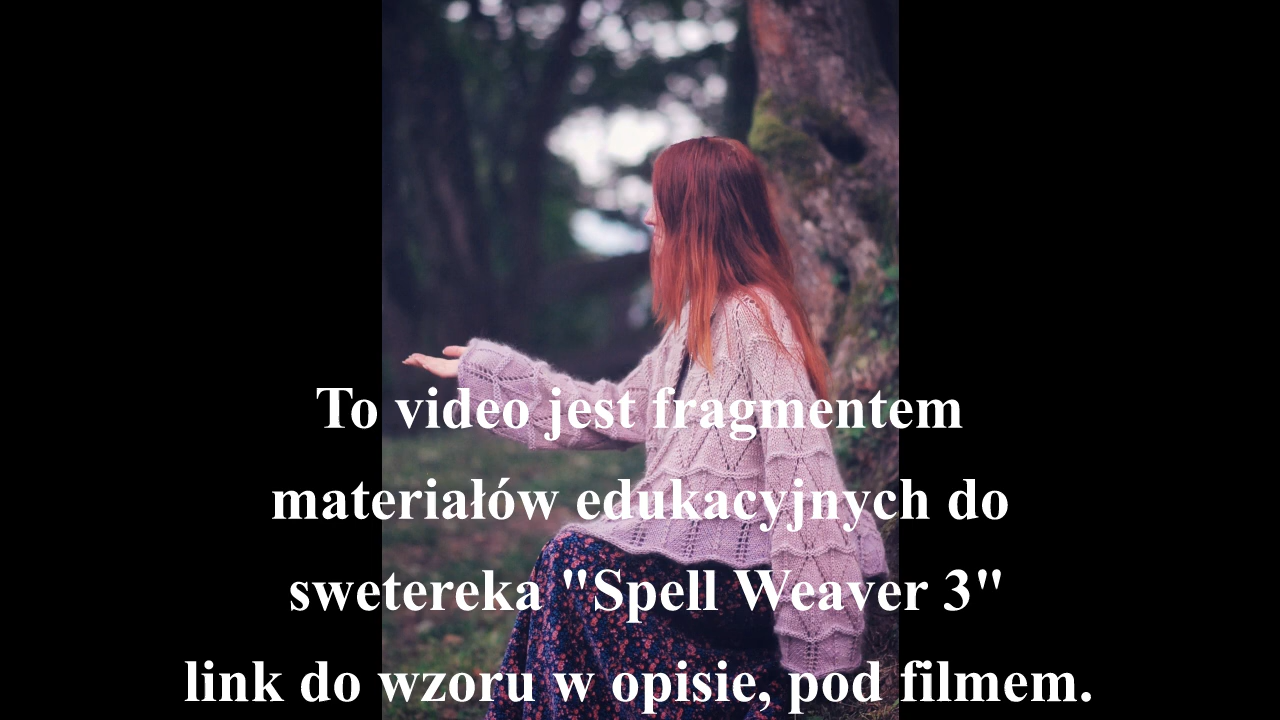 To video jest fragmentem
materiałów edukacyjnych do
swetereka "Spell Weaver 3"
link do wzoru w opisie, pod filmem.